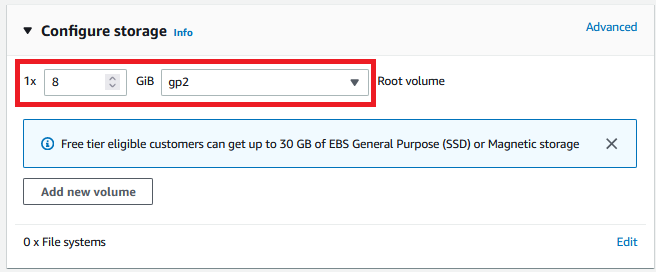 Configure storage Info Advanced
1x 8 GiB gp2 Root volume
Free tier eligible customers can get up to 30 GB of EBS General Purpose (SSD) or Magnetic storage
Add new volume
0 x File systems Edit